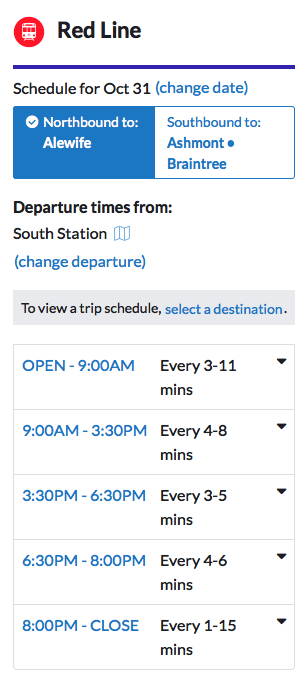 Red Line
Schedule for Oct 31 (change date)
Northbound to:
Alewife
Southbound to:
Ashmont •
Braintree
Departure times from:
South Station
(change departure)
To view a trip schedule, select a destination.
OPEN - 9:00AM Every 3-11
mins
9:00AM - 3:30PM Every 4-8
mins
3:30PM - 6:30PM Every 3-5
mins
6:30PM - 8:00PM Every 4-6
mins
8:00PM - CLOSE Every 1-15
mins